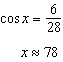 cos x = 6/28
x ≈ 78